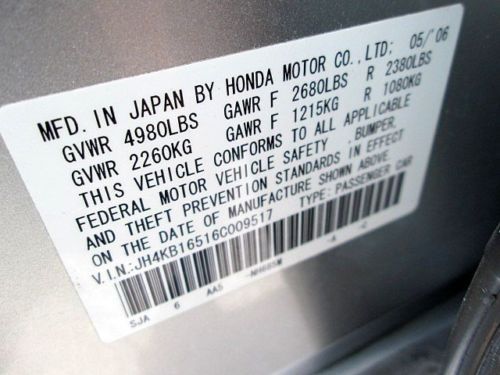 MFD. IN JAPAN BY HONDA MOTOR CO., LTD: 05/'06
GVWR 4980LBS GAWR F 2680LBS R 2380LBS
GVWR 2260KG GAWR F 1215KG R 1080KG
THIS VEHICLE CONFORMS TO ALL APPLICABLE
FEDERAL MOTOR VEHICLE SAFETY , BUMPER,
AND THEFT PREVENTION STANDARDS IN EFFECT
ON THE DATE OF MANUFACTURE SHOWN ABOVE.
V.I.N.:JH4KB16516C009517 TYPE: PASSENGER CAR
SJA 6 AA5 -NH685M -A -C